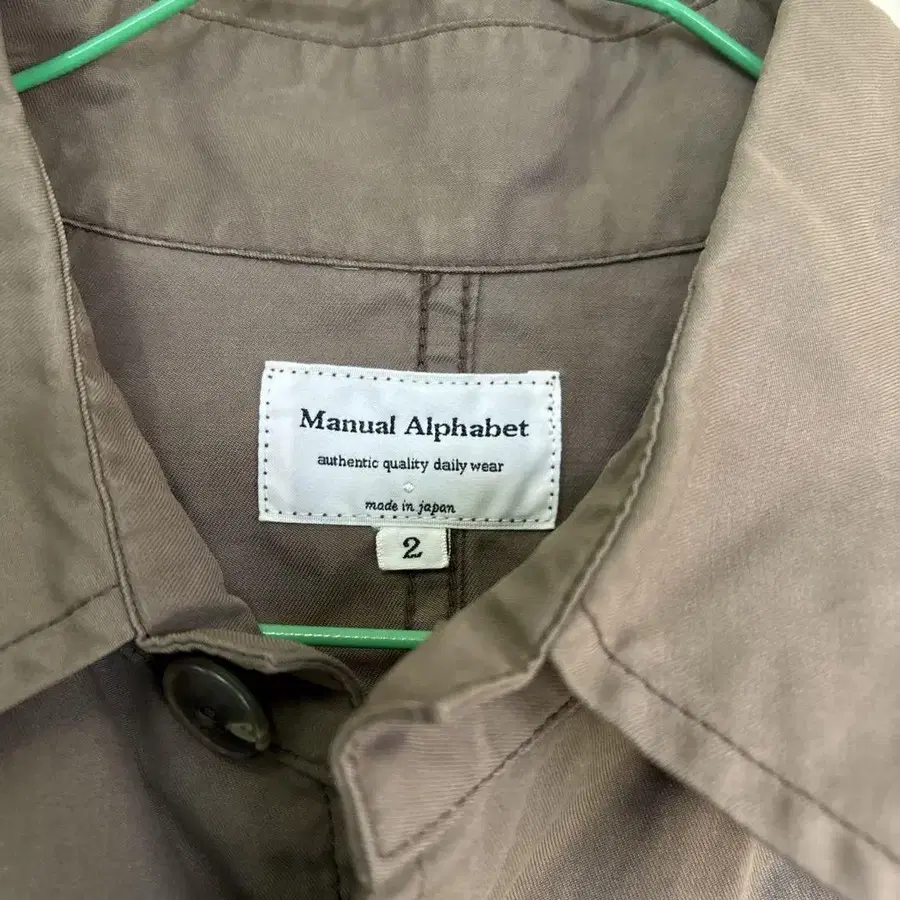 Manual Alphabet
authentic quality daily wear
made in japan
2